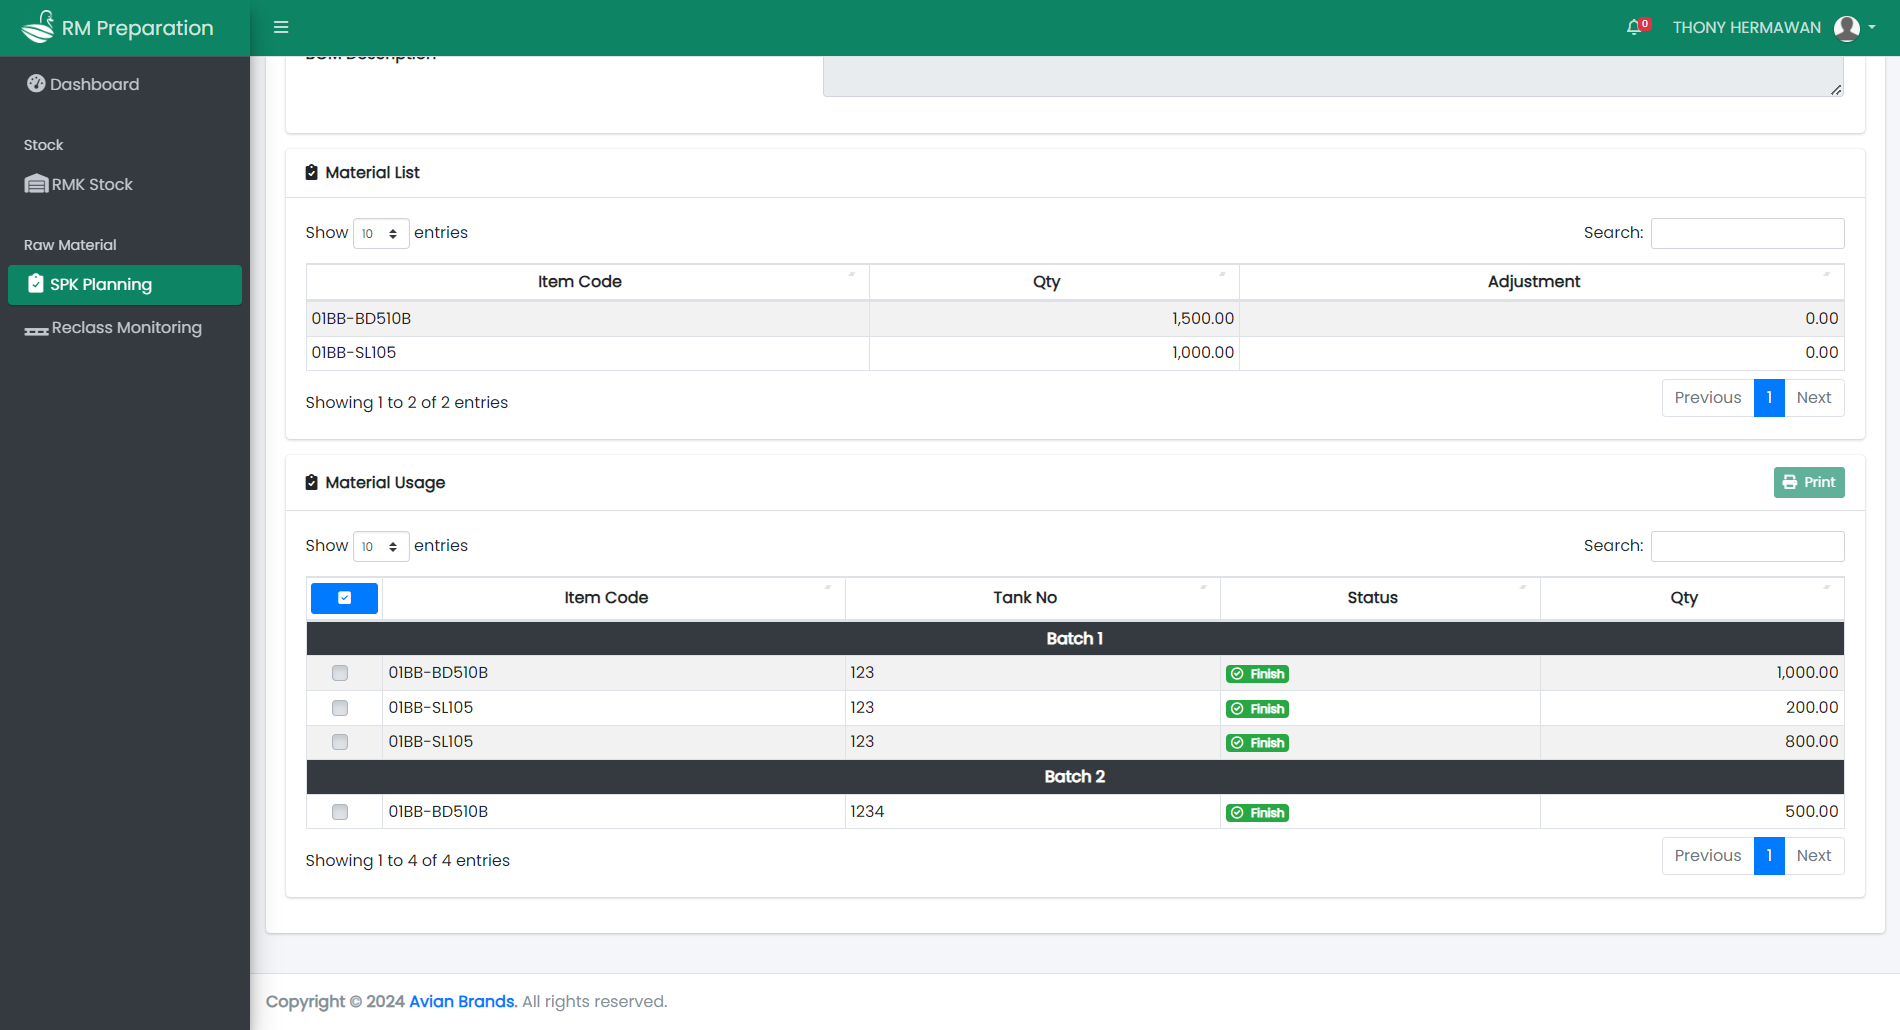 RM Preparation
0
THONY HERMAWAN
Dashboard
Stock
RMK Stock
Raw Material
SPK Planning
Reclass Monitoring
BOM Description
Material List
Show 10 entries
Search:
Item Code Qty Adjustment
01BB-BD510B 1,500.00 0.00
01BB-SL105 1,000.00 0.00
Showing 1 to 2 of 2 entries
Previous 1 Next
Material Usage
Print
Show 10 entries
Search:
Item Code Tank No Status Qty
Batch 1
01BB-BD510B 123 Finish 1,000.00
01BB-SL105 123 Finish 200.00
01BB-SL105 123 Finish 800.00
Batch 2
01BB-BD510B 1234 Finish 500.00
Showing 1 to 4 of 4 entries
Previous 1 Next
Copyright © 2024 Avian Brands. All rights reserved.